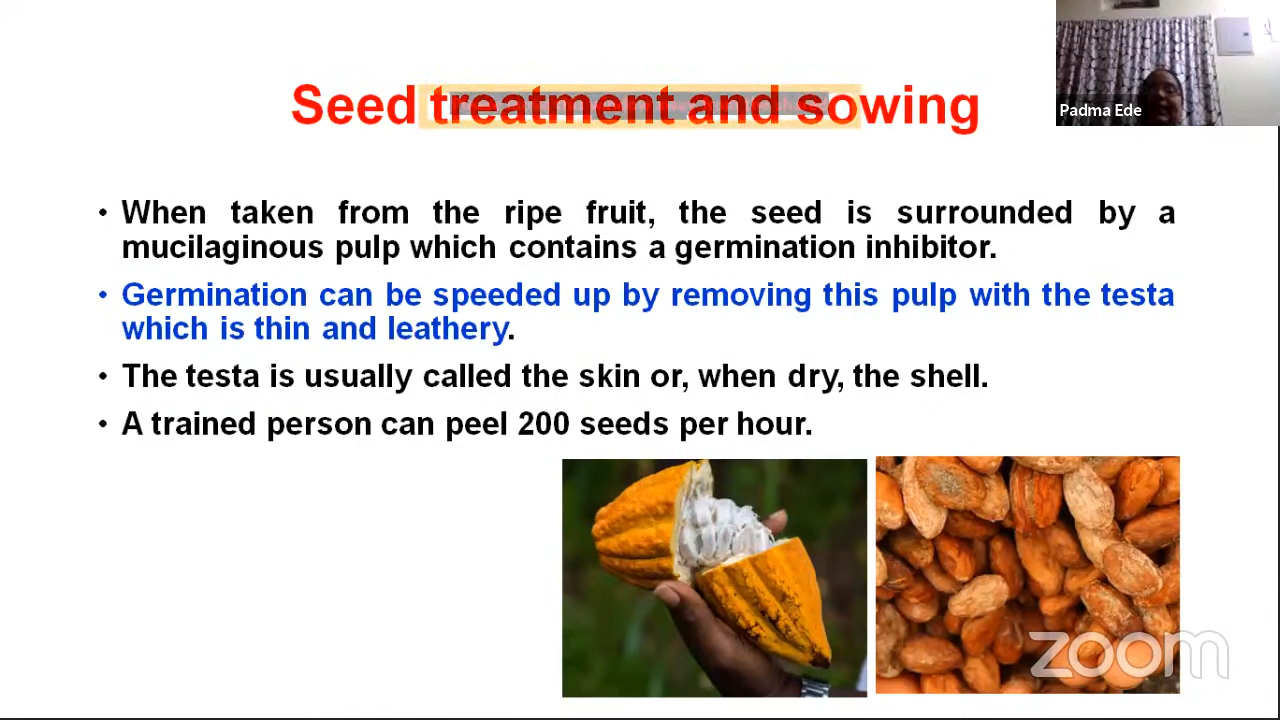 Seed treatment and sowing
Padma Ede
• When taken from the ripe fruit, the seed is surrounded by a
mucilaginous pulp which contains a germination inhibitor.
• Germination can be speeded up by removing this pulp with the testa
which is thin and leathery.
• The testa is usually called the skin or, when dry, the shell.
• A trained person can peel 200 seeds per hour.
zoom